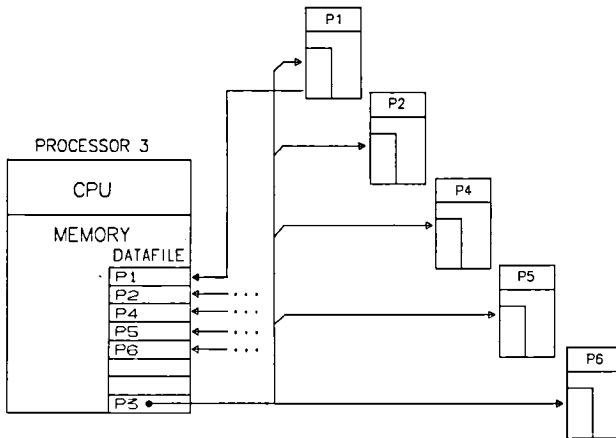 P1
P2
PROCESSOR 3
CPU
P4
MEMORY
DATAFILE
P5
P1
P2
P4
P5
P6
P6
P3